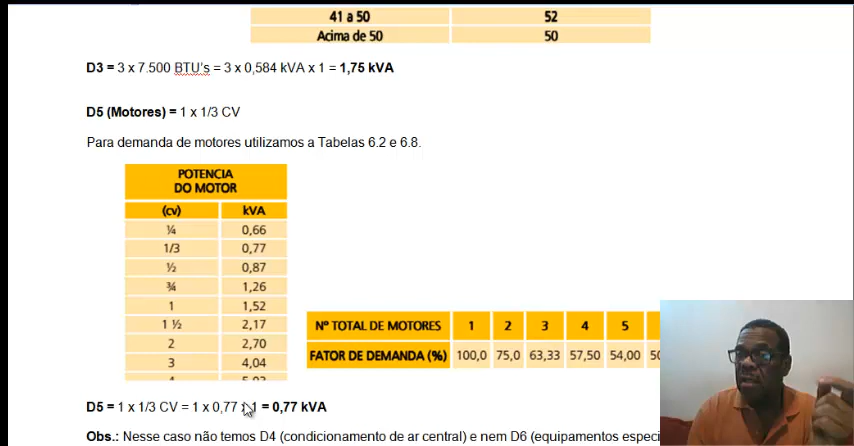 41 a 50 52
Acima de 50 50
D3 = 3 x 7.500 BTU's = 3 x 0,584 kVA x 1 = 1,75 kVA
D5 (Motores) = 1 x 1/3 CV
Para demanda de motores utilizamos a Tabelas 6.2 e 6.8.
POTENCIA
DO MOTOR
(cv) kVA
¼ 0,66
1/3 0,77
½ 0,87
¾ 1,26
1 1,52
1 ½ 2,17
2 2,70
3 4,04
Nº TOTAL DE MOTORES 1 2 3 4 5
FATOR DE DEMANDA (%) 100,0 75,0 63,33 57,50 54,00
D5 = 1 x 1/3 CV = 1 x 0,77 x 1 = 0,77 kVA
Obs.: Nesse caso não temos D4 (condicionamento de ar central) e nem D6 (equipamentos especi